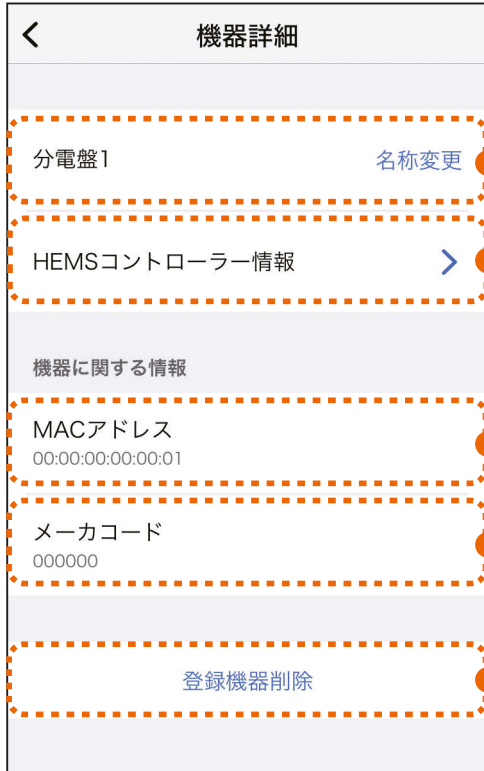 機器詳細
分電盤1 名称変更
HEMSコントローラー情報
機器に関する情報
MACアドレス
00:00:00:00:00:01
メーカコード
000000
登録機器削除